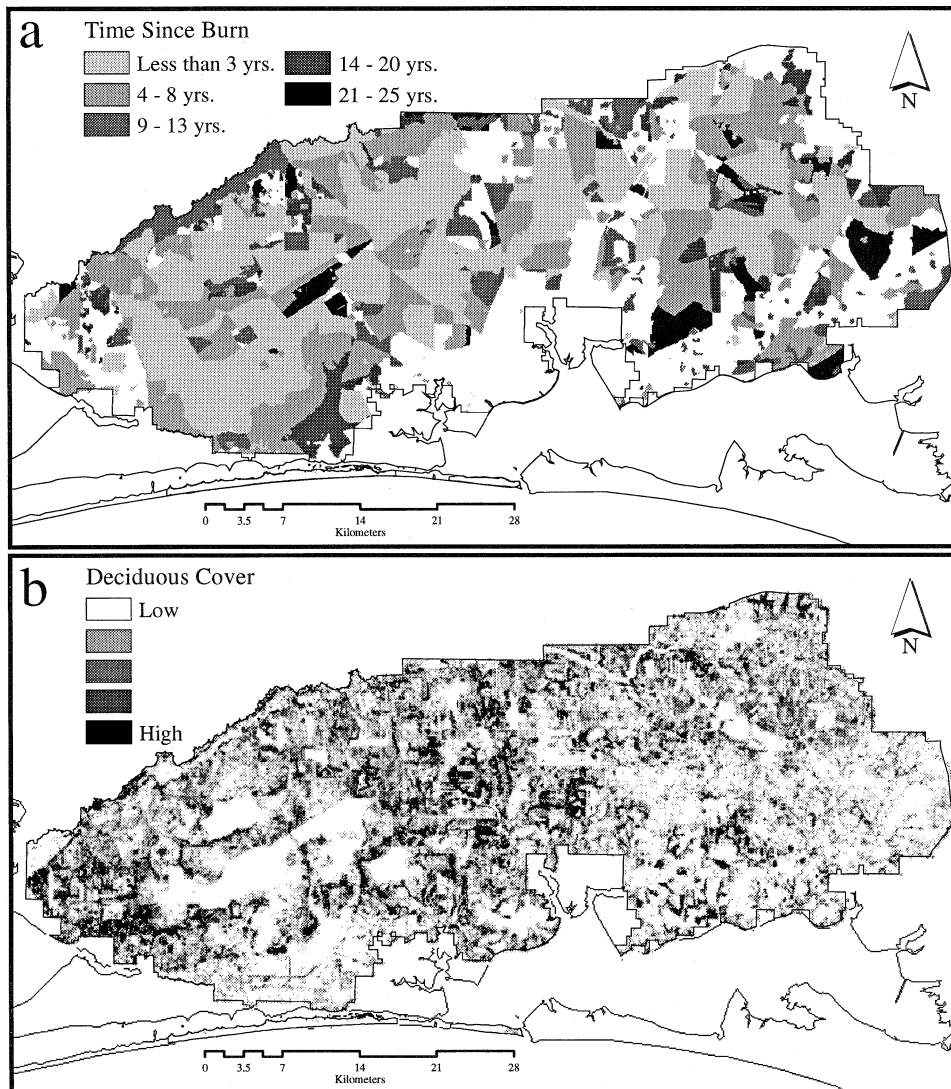 a
Time Since Burn
Less than 3 yrs.
4 - 8 yrs.
9 - 13 yrs.
14 - 20 yrs.
21 - 25 yrs.
N
0 3.5 7 14 21 28
Kilometers
b
Deciduous Cover
Low
High
N
0 3.5 7 14 21 28
Kilometers